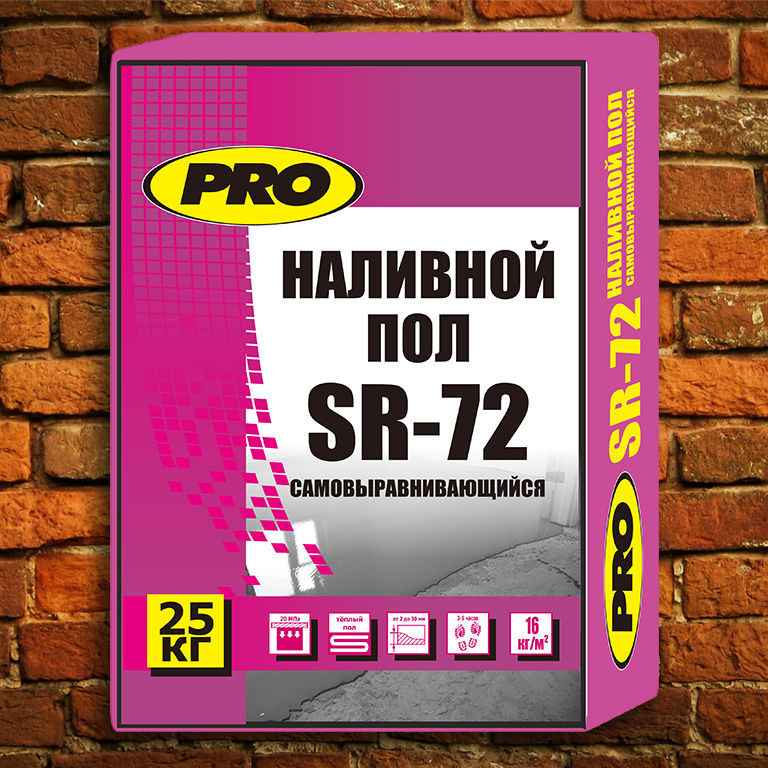 PRO
НАЛИВНОЙ
ПОЛ
SR-72
САМОВЫРАВНИВАЮЩИЙСЯ
25
КГ
20 МПа
тёплый
пол
от 2 до 30 мм
3-5 часов
16
кг/м²
PRO
SR-72
НАЛИВНОЙ ПОЛ
САМОВЫРАВНИВАЮЩИЙСЯ